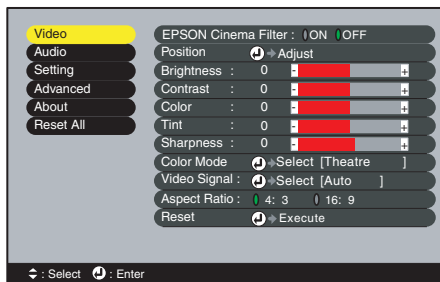 Video
Audio
Setting
Advanced
About
Reset All
EPSON Cinema Filter : ON OFF
Position Adjust
Brightness : 0 - +
Contrast : 0 - +
Color : 0 - +
Tint : 0 - +
Sharpness : 0 - +
Color Mode Select [Theatre ]
Video Signal : Select [Auto ]
Aspect Ratio : 4: 3 16: 9
Reset Execute
: Select : Enter